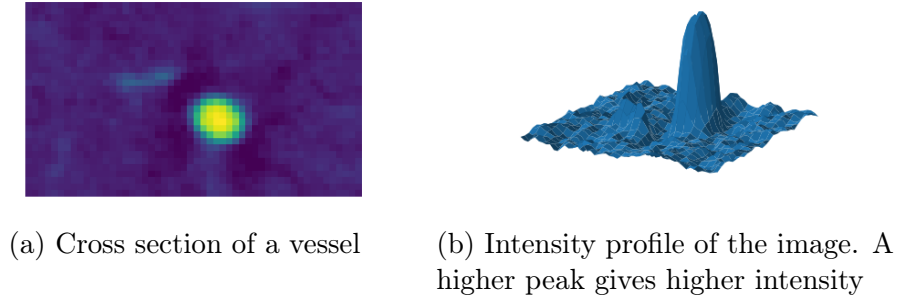 (a) Cross section of a vessel
(b) Intensity profile of the image. A
higher peak gives higher intensity